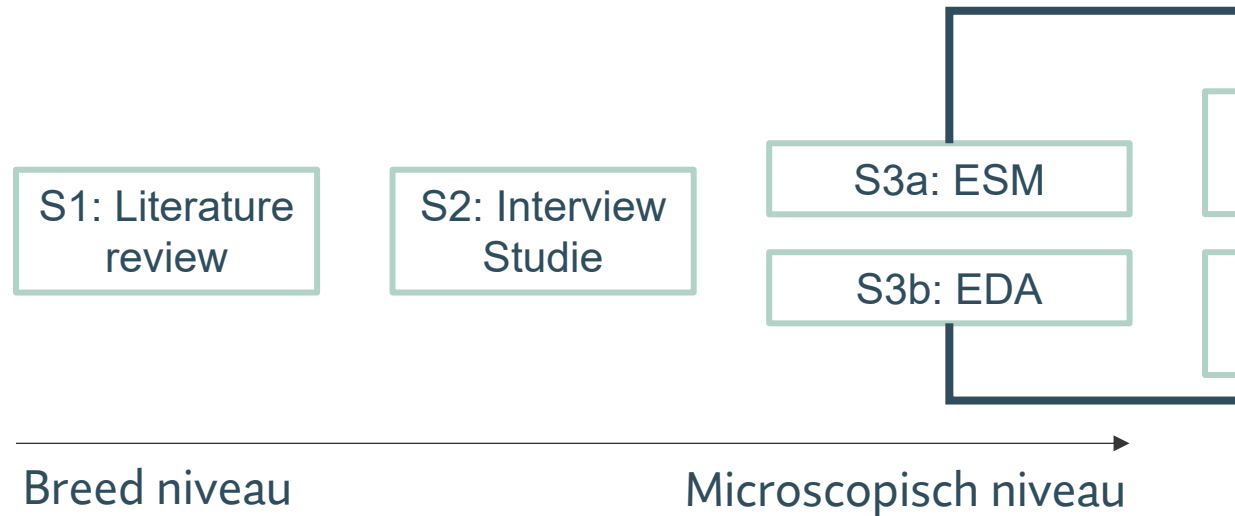 S1: Literature
review
S2: Interview
Studie
S3a: ESM
S3b: EDA
Breed niveau
Microscopisch niveau